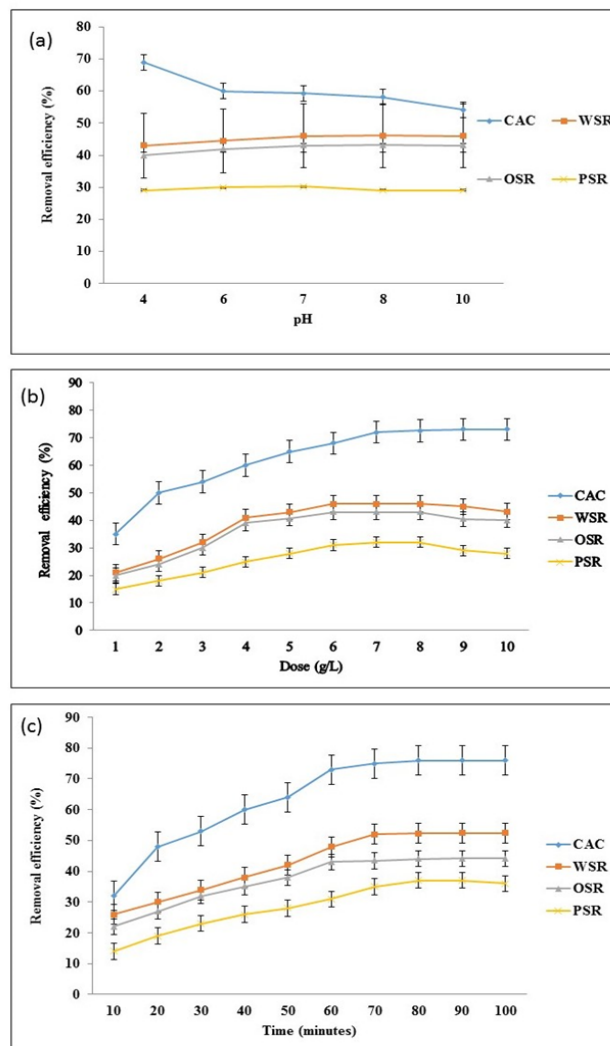 (a)
80
70
60
50
40
30
20
10
0
Removal efficiency (%)
4 6 7 8 10
pH
CAC WSR
OSR PSR
(b)
90
80
70
60
50
40
30
20
10
0
Removal efficiency (%)
1 2 3 4 5 6 7 8 9 10
Dose (g/L)
CAC
WSR
OSR
PSR
(c)
90
80
70
60
50
40
30
20
10
0
Removal efficiency (%)
10 20 30 40 50 60 70 80 90 100
Time (minutes)
CAC
WSR
OSR
PSR